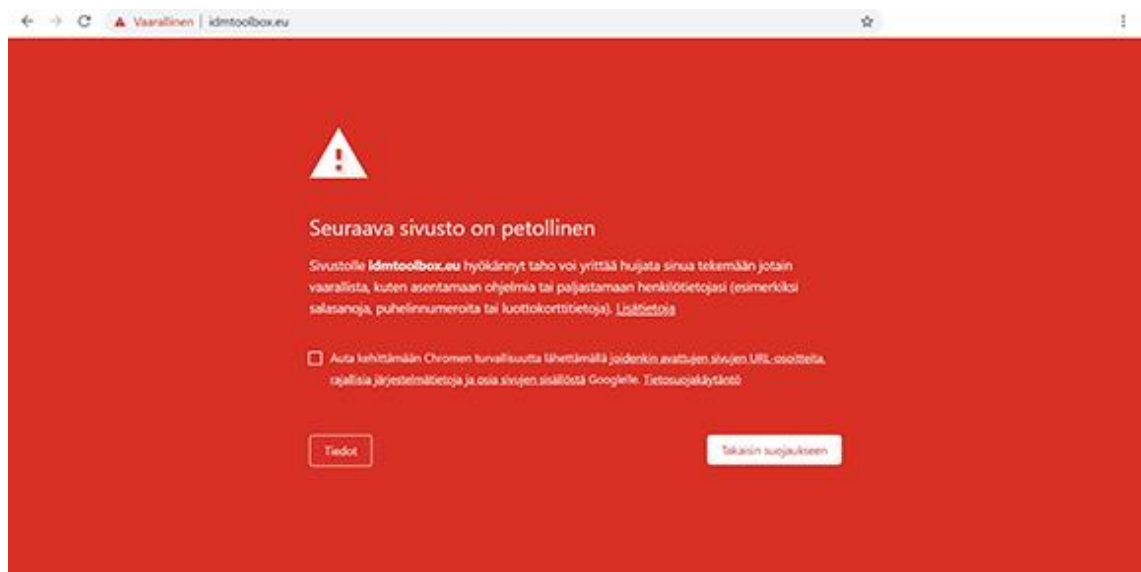 Vaarallinen | idmtoolbox.eu
Seuraava sivusto on petollinen
Sivustolle idmtoolbox.eu hyökännyt taho voi yrittää huijata sinua tekemään jotain
vaarallista, kuten asentamaan ohjelmia tai paljastamaan henkilötietojasi (esimerkiksi
salasanoja, puhelinnumeroita tai luottokorttitietoja). Lisätietoja
Auta kehittämään Chromen turvallisuutta lähettämällä joidenkin avattujen sivujen URL-osoitteita,
rajallisia järjestelmätietoja ja osia sivujen sisällöstä Googlelle. Tietosuojakäytäntö
Tiedot
Takaisin suojaukseen